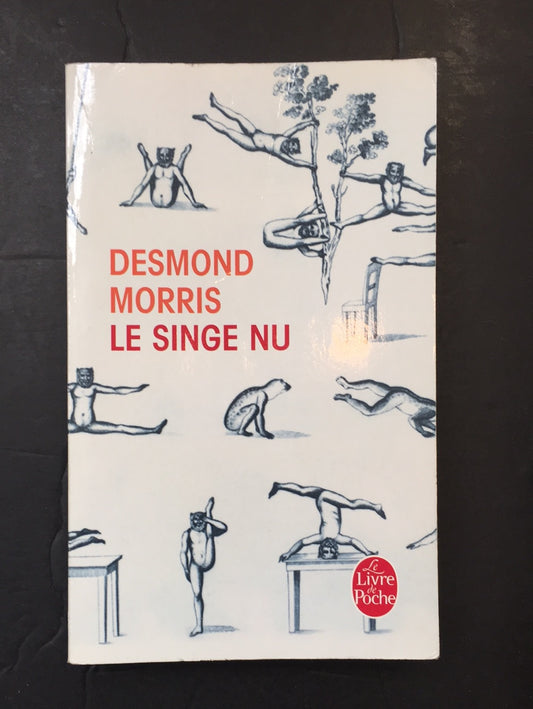 DESMOND
MORRIS
LE SINGE NU
Le
Livre
de
Poche